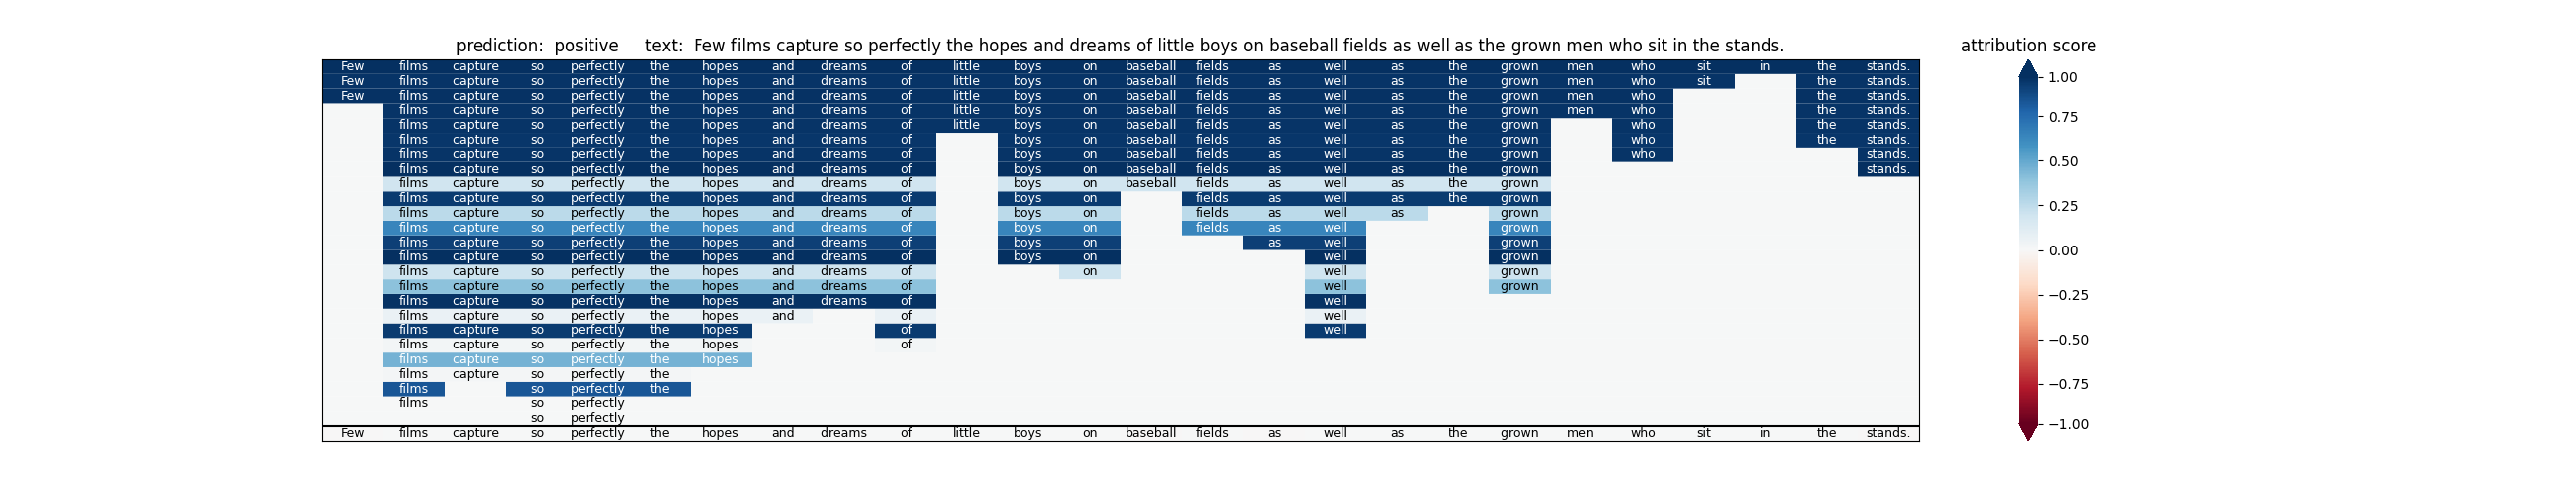 prediction: positive text: Few films capture so perfectly the hopes and dreams of little boys on baseball fields as well as the grown men who sit in the stands.
attribution score
Few films capture so perfectly the hopes and dreams of little boys on baseball fields as well as the grown men who sit in the stands.
Few films capture so perfectly the hopes and dreams of little boys on baseball fields as well as the grown men who sit the stands.
Few films capture so perfectly the hopes and dreams of little boys on baseball fields as well as the grown men who the stands.
films capture so perfectly the hopes and dreams of little boys on baseball fields as well as the grown men who the stands.
films capture so perfectly the hopes and dreams of little boys on baseball fields as well as the grown who the stands.
films capture so perfectly the hopes and dreams of boys on baseball fields as well as the grown who the stands.
films capture so perfectly the hopes and dreams of boys on baseball fields as well as the grown who stands.
films capture so perfectly the hopes and dreams of boys on baseball fields as well as the grown stands.
films capture so perfectly the hopes and dreams of boys on baseball fields as well as the grown
films capture so perfectly the hopes and dreams of boys on fields as well as the grown
films capture so perfectly the hopes and dreams of boys on fields as well as grown
films capture so perfectly the hopes and dreams of boys on fields as well grown
films capture so perfectly the hopes and dreams of boys on as well grown
films capture so perfectly the hopes and dreams of boys on well grown
films capture so perfectly the hopes and dreams of on well grown
films capture so perfectly the hopes and dreams of well grown
films capture so perfectly the hopes and dreams of well
films capture so perfectly the hopes and of well
films capture so perfectly the hopes of well
films capture so perfectly the hopes of
films capture so perfectly the hopes
films capture so perfectly the
films so perfectly the
films so perfectly
so perfectly
Few films capture so perfectly the hopes and dreams of little boys on baseball fields as well as the grown men who sit in the stands.
1.00
0.75
0.50
0.25
0.00
−0.25
−0.50
−0.75
−1.00